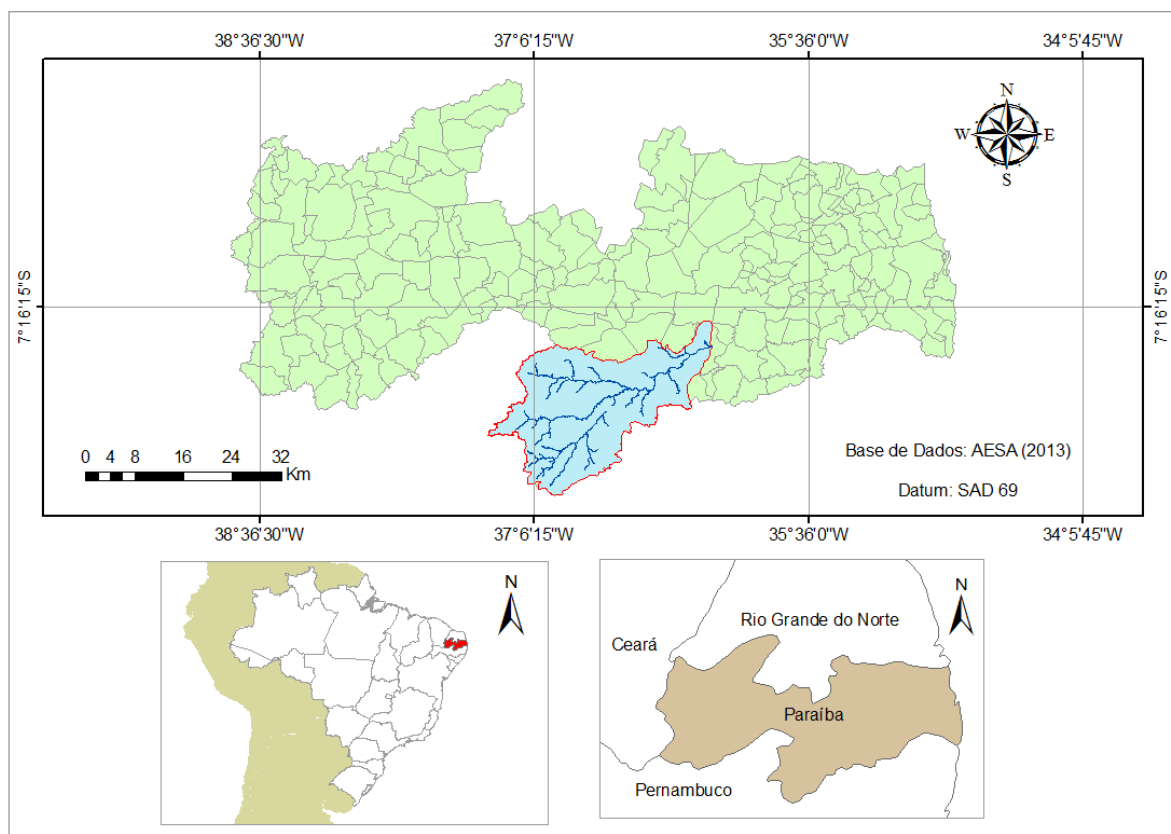 38°36'30"W 37°6'15"W 35°36'0"W 34°5'45"W
N
W E
S
7°16'15"S 7°16'15"S
0 4 8 16 24 32
Km
Base de Dados: AESA (2013)
Datum: SAD 69
38°36'30"W 37°6'15"W 35°36'0"W 34°5'45"W
N
N
Rio Grande do Norte
Ceará
Paraíba
Pernambuco